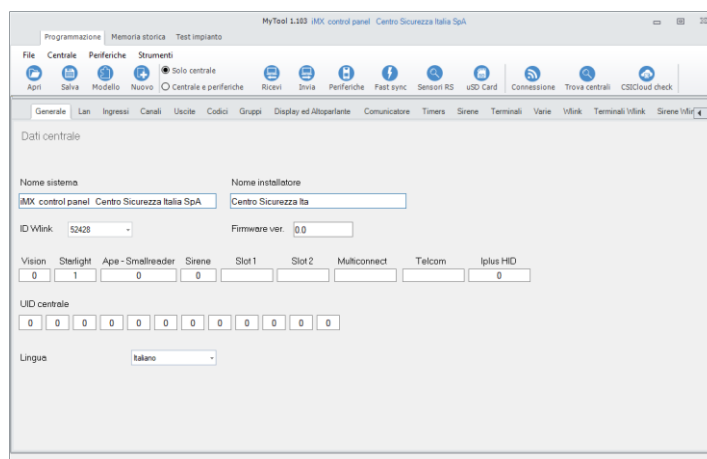 MyTool 1.103 iMX control panel Centro Sicurezza Italia SpA
Programmazione Memoria storica Test impianto
File Centrale Periferiche Strumenti
Solo centrale
Centrale e periferiche
Apri Salva Modello Nuovo Ricevi Invia Periferiche Fast sync Sensori RS uSD Card Connessione Trova centrali CSICloud check
Generale Lan Ingressi Canali Uscite Codici Gruppi Display ed Altoparlante Comunicatore Timers Sirene Terminali Varie Wlink Terminali Wlink Sirene Wlin
Dati centrale
Nome sistema Nome installatore
iMX control panel Centro Sicurezza Italia SpA Centro Sicurezza Ita
ID Wlink 52428 Firmware ver. 0.0
Vision Starlight Ape - Smallreader Sirene Slot 1 Slot 2 Multiconnect Telcom Iplus HID
0 1 0 0 0
UID centrale
0 0 0 0 0 0 0 0 0 0 0 0
Lingua Italiano